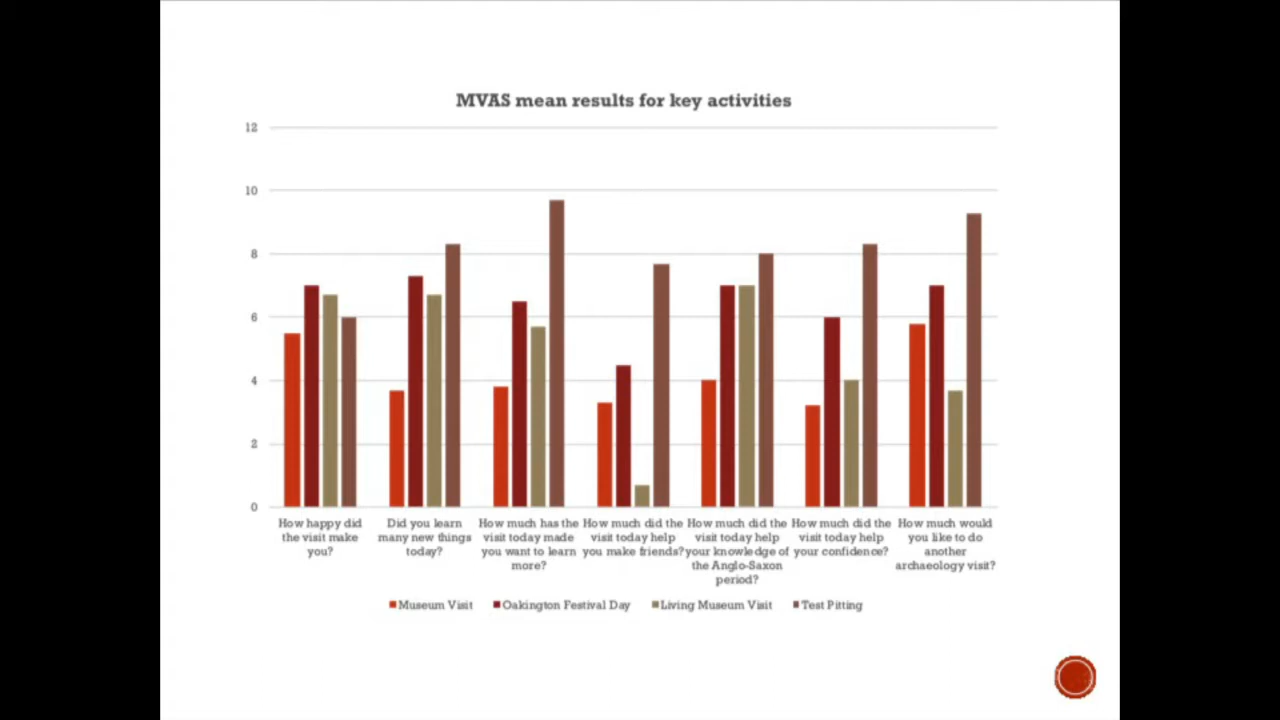 MVAS mean results for key activities
12
10
8
6
4
2
0
How happy did
the visit make
you?
Did you learn
many new things
today?
How much has the
visit today made
you want to learn
more?
How much did the
visit today help
you make friends?
How much did the
visit today help
your knowledge of
the Anglo-Saxon
period?
How much did the
visit today help
your confidence?
How much would
you like to do
another
archaeology visit?
Museum Visit
Oakington Festival Day
Living Museum Visit
Test Pitting